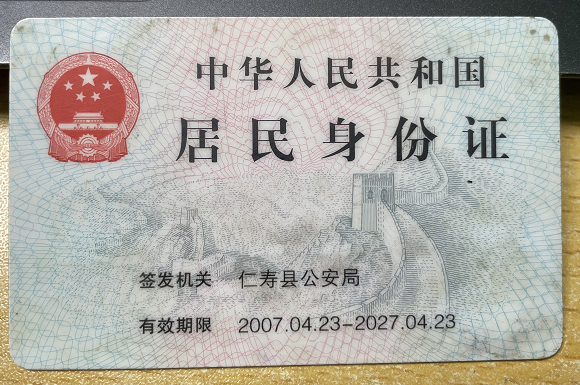 中华人民共和国
居民身份证
签发机关 仁寿县公安局
有效期限 2007.04.23-2027.04.23